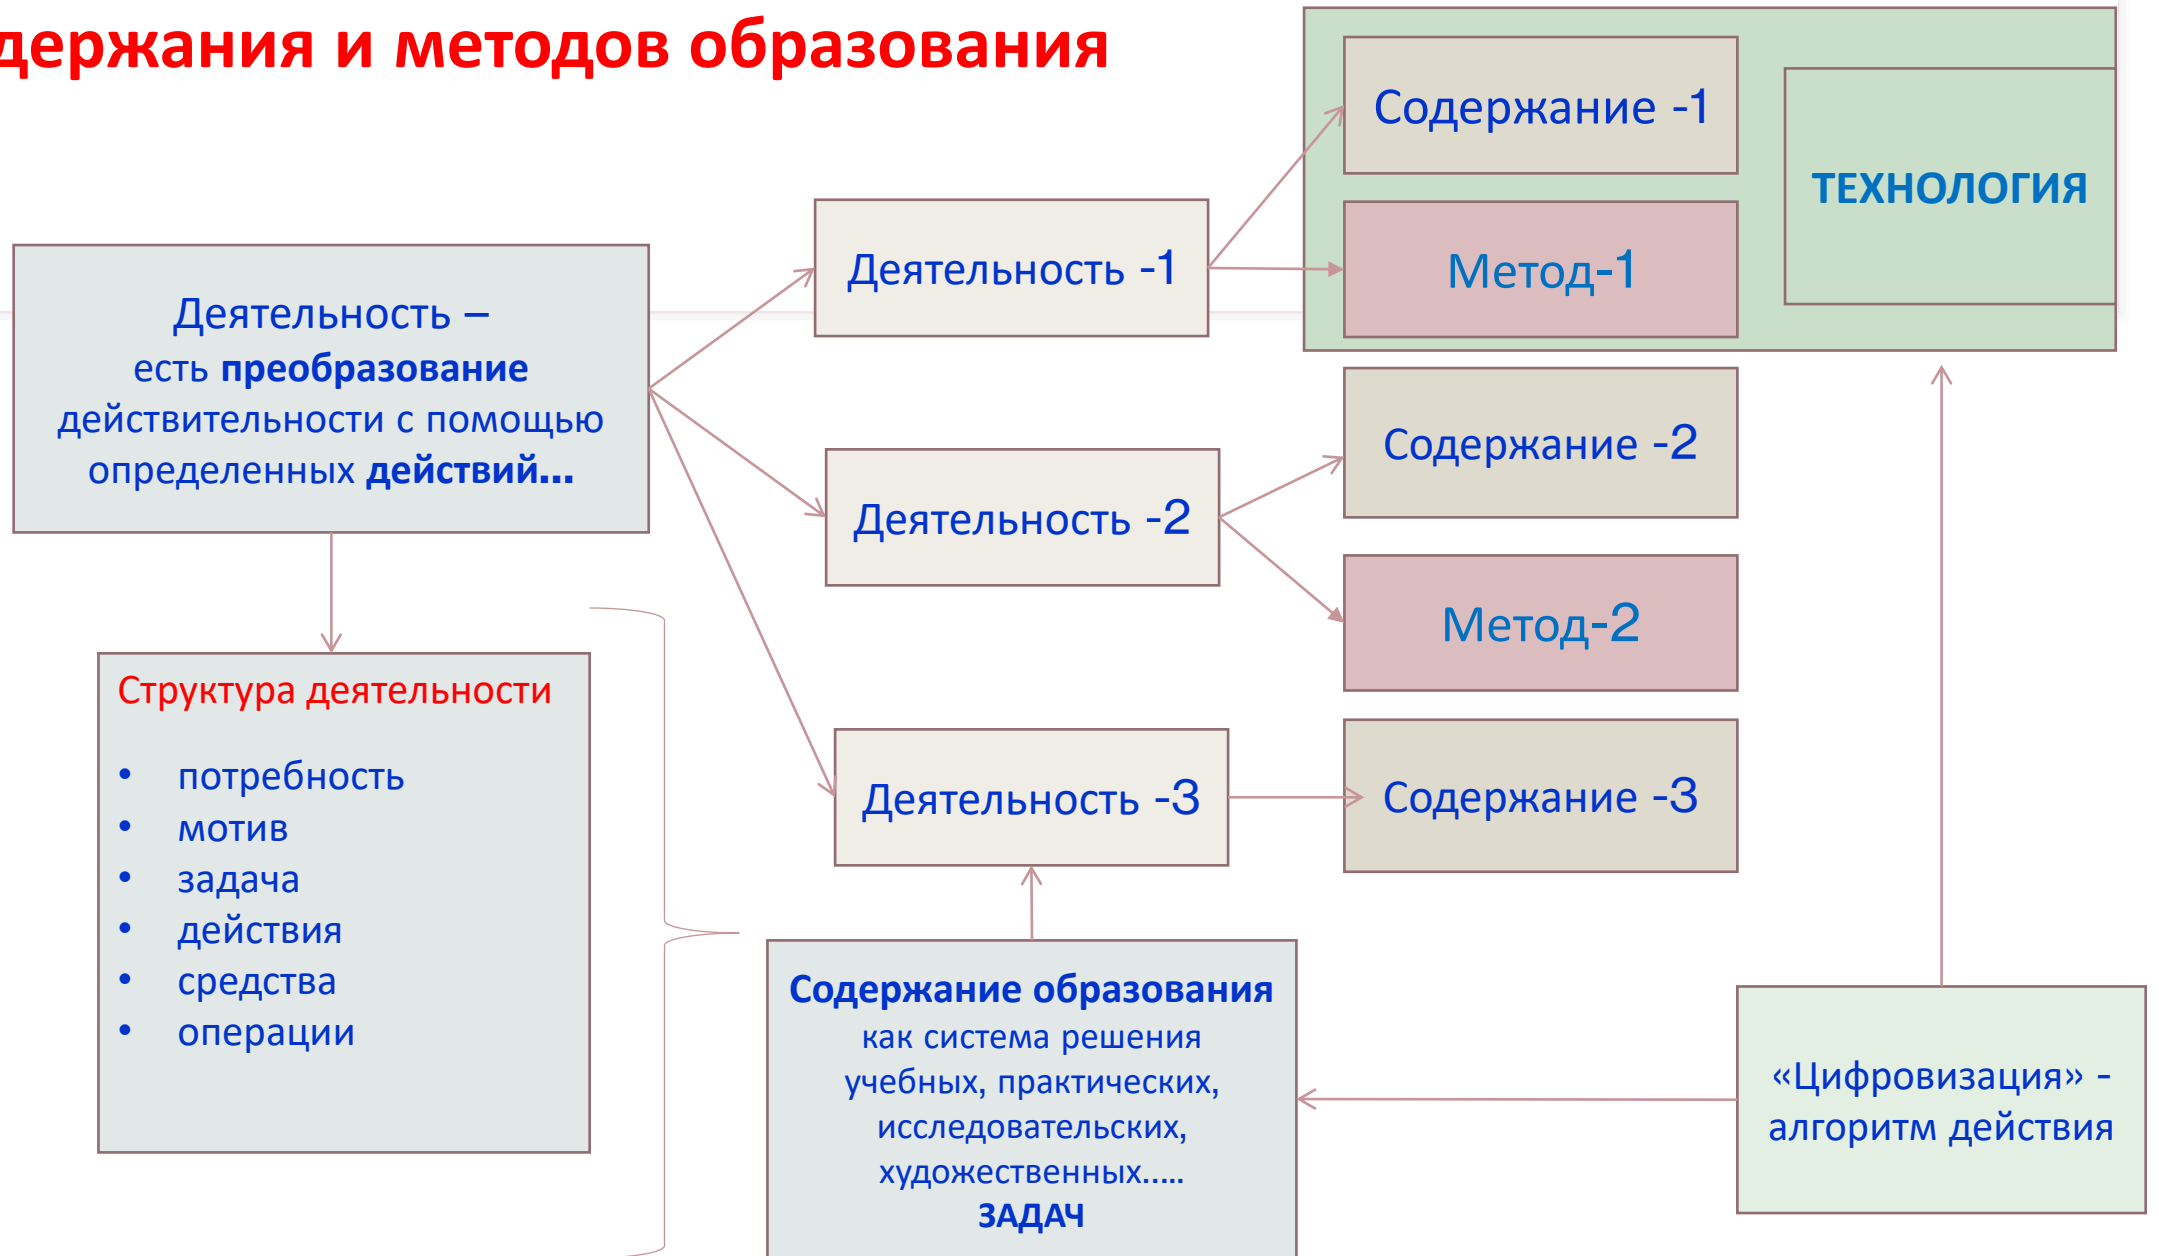 держания и методов образования
Содержание -1
ТЕХНОЛОГИЯ
Метод-1
Деятельность -1
Деятельность –
есть преобразование
действительности с помощью
определенных действий...
Содержание -2
Деятельность -2
Метод-2
Структура деятельности
• потребность
• мотив
• задача
• действия
• средства
• операции
Деятельность -3
Содержание -3
Содержание образования
как система решения
учебных, практических,
исследовательских,
художественных.....
ЗАДАЧ
«Цифровизация» -
алгоритм действия